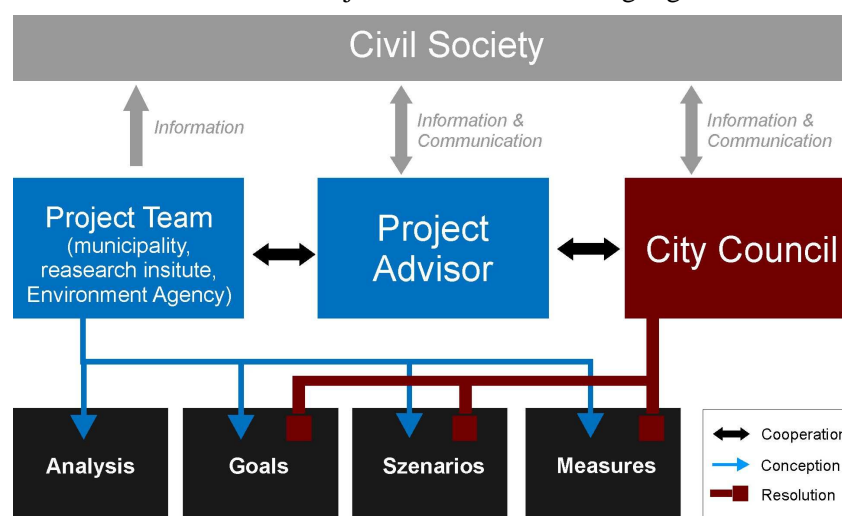 Civil Society
Information
Information &
Communication
Information &
Communication
Project Team
(municipality,
reasearch insitute,
Environment Agency)
Project
Advisor
City Council
Analysis
Goals
Szenarios
Measures
Cooperation
Conception
Resolution